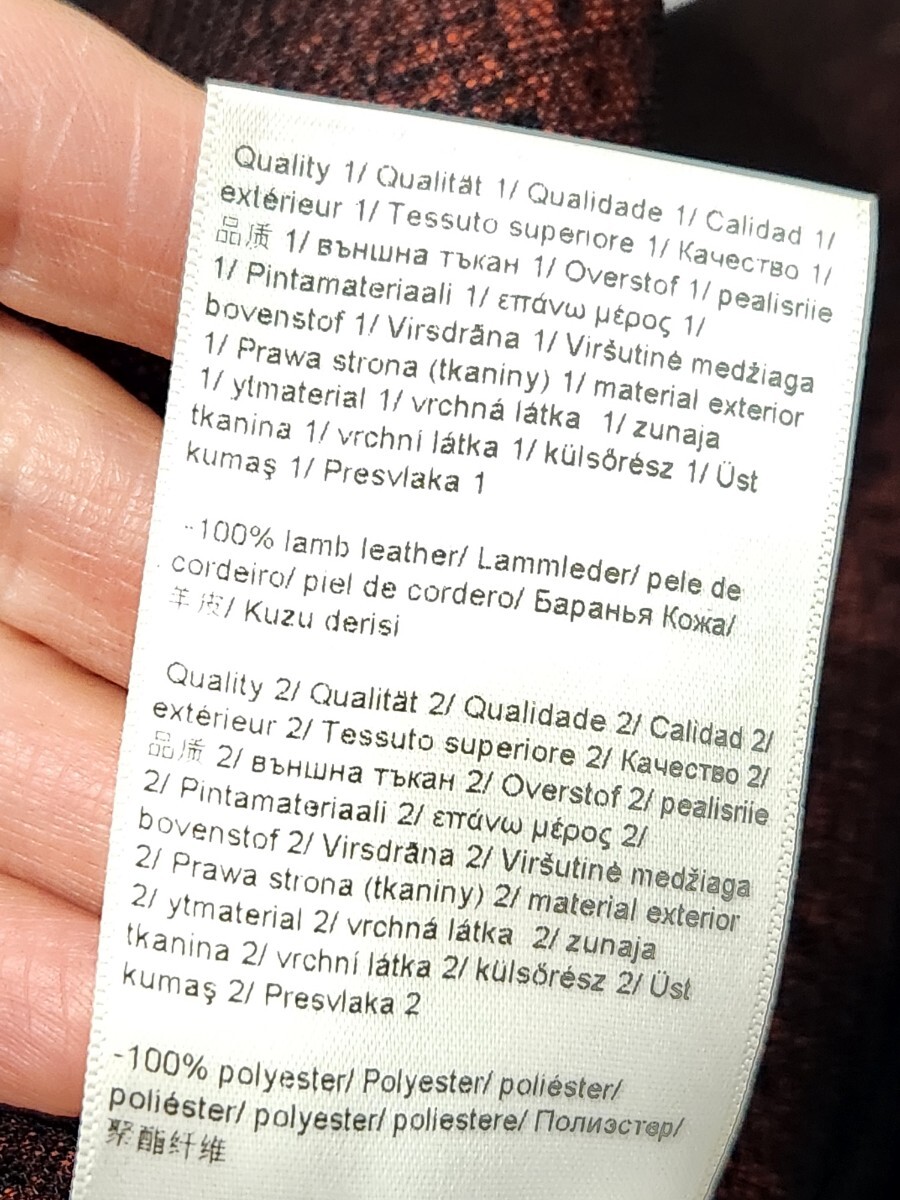 Quality 1/ Qualität 1/ Qualidade 1/ Calidad 1/
extérieur 1/ Tessuto superiore 1/ Качество 1/
品质 1/ външна тъкан 1/ Overstof 1/ pealisriie
1/ Pintamateriaali 1/ επάνω μέρος 1/
bovenstof 1/ Virsdrāna 1/ Viršutinė medžiaga
1/ Prawa strona (tkaniny) 1/ material exterior
1/ ytmaterial 1/ vrchná látka 1/ zunaja
tkanina 1/ vrchní látka 1/ külsőrész 1/ Üst
kumaş 1/ Presvlaka 1
-100% lamb leather/ Lammleder/ pele de
cordeiro/ piel de cordero/ Баранья Кожа/
羊皮/ Kuzu derisi
Quality 2/ Qualität 2/ Qualidade 2/ Calidad 2/
extérieur 2/ Tessuto superiore 2/ Качество 2/
品质 2/ външна тъкан 2/ Overstof 2/ pealisriie
2/ Pintamateriaali 2/ επάνω μέρος 2/
bovenstof 2/ Virsdrāna 2/ Viršutinė medžiaga
2/ Prawa strona (tkaniny) 2/ material exterior
2/ ytmaterial 2/ vrchná látka 2/ zunaja
tkanina 2/ vrchní látka 2/ külsőrész 2/ Üst
kumaş 2/ Presvlaka 2
-100% polyester/ Polyester/ poliéster/
poliéster/ polyester/ poliestere/ Полиэстер/
聚酯纤维